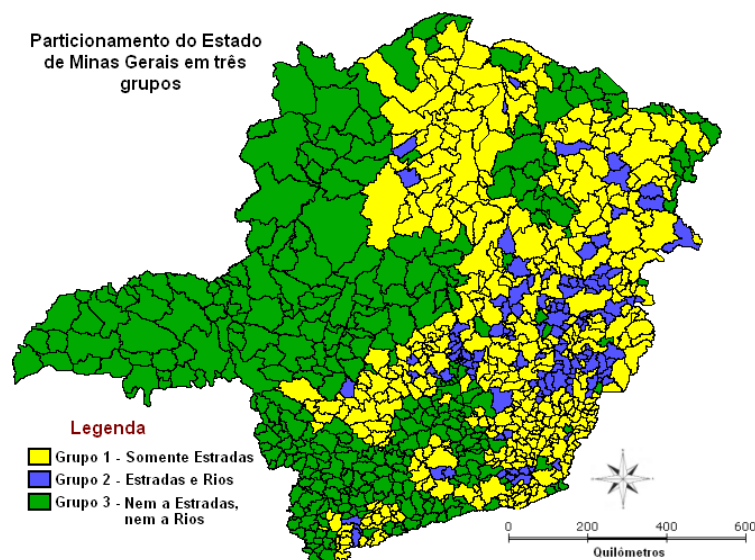 Particionamento do Estado
de Minas Gerais em três
grupos
Legenda
Grupo 1 - Somente Estradas
Grupo 2 - Estradas e Rios
Grupo 3 - Nem a Estradas,
nem a Rios
0 200 400 600
Quilómetros